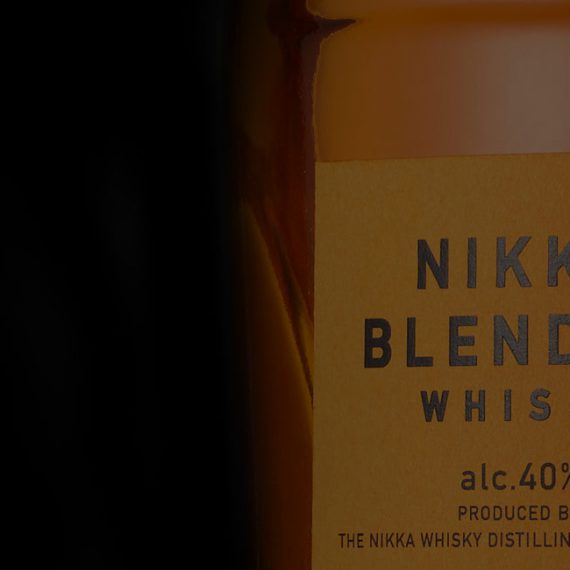 NIKK
BLEND
WHIS
alc.40%
PRODUCED B
THE NIKKA WHISKY DISTILLIN